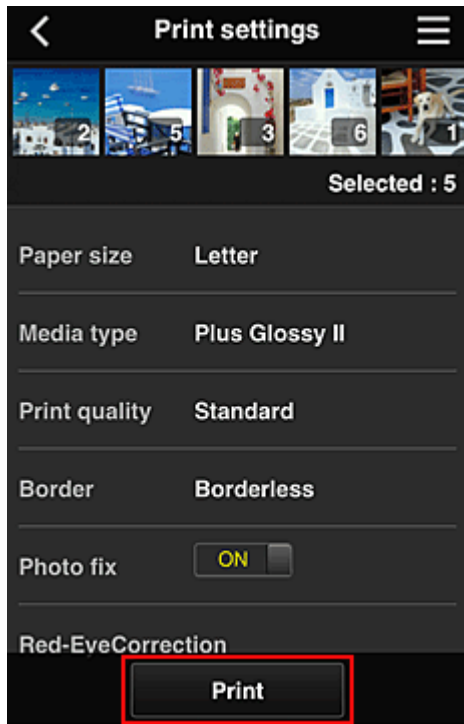 Print settings
2 5 3 6 1
Selected : 5
Paper size Letter
Media type Plus Glossy II
Print quality Standard
Border Borderless
Photo fix ON
Red-EyeCorrection
Print